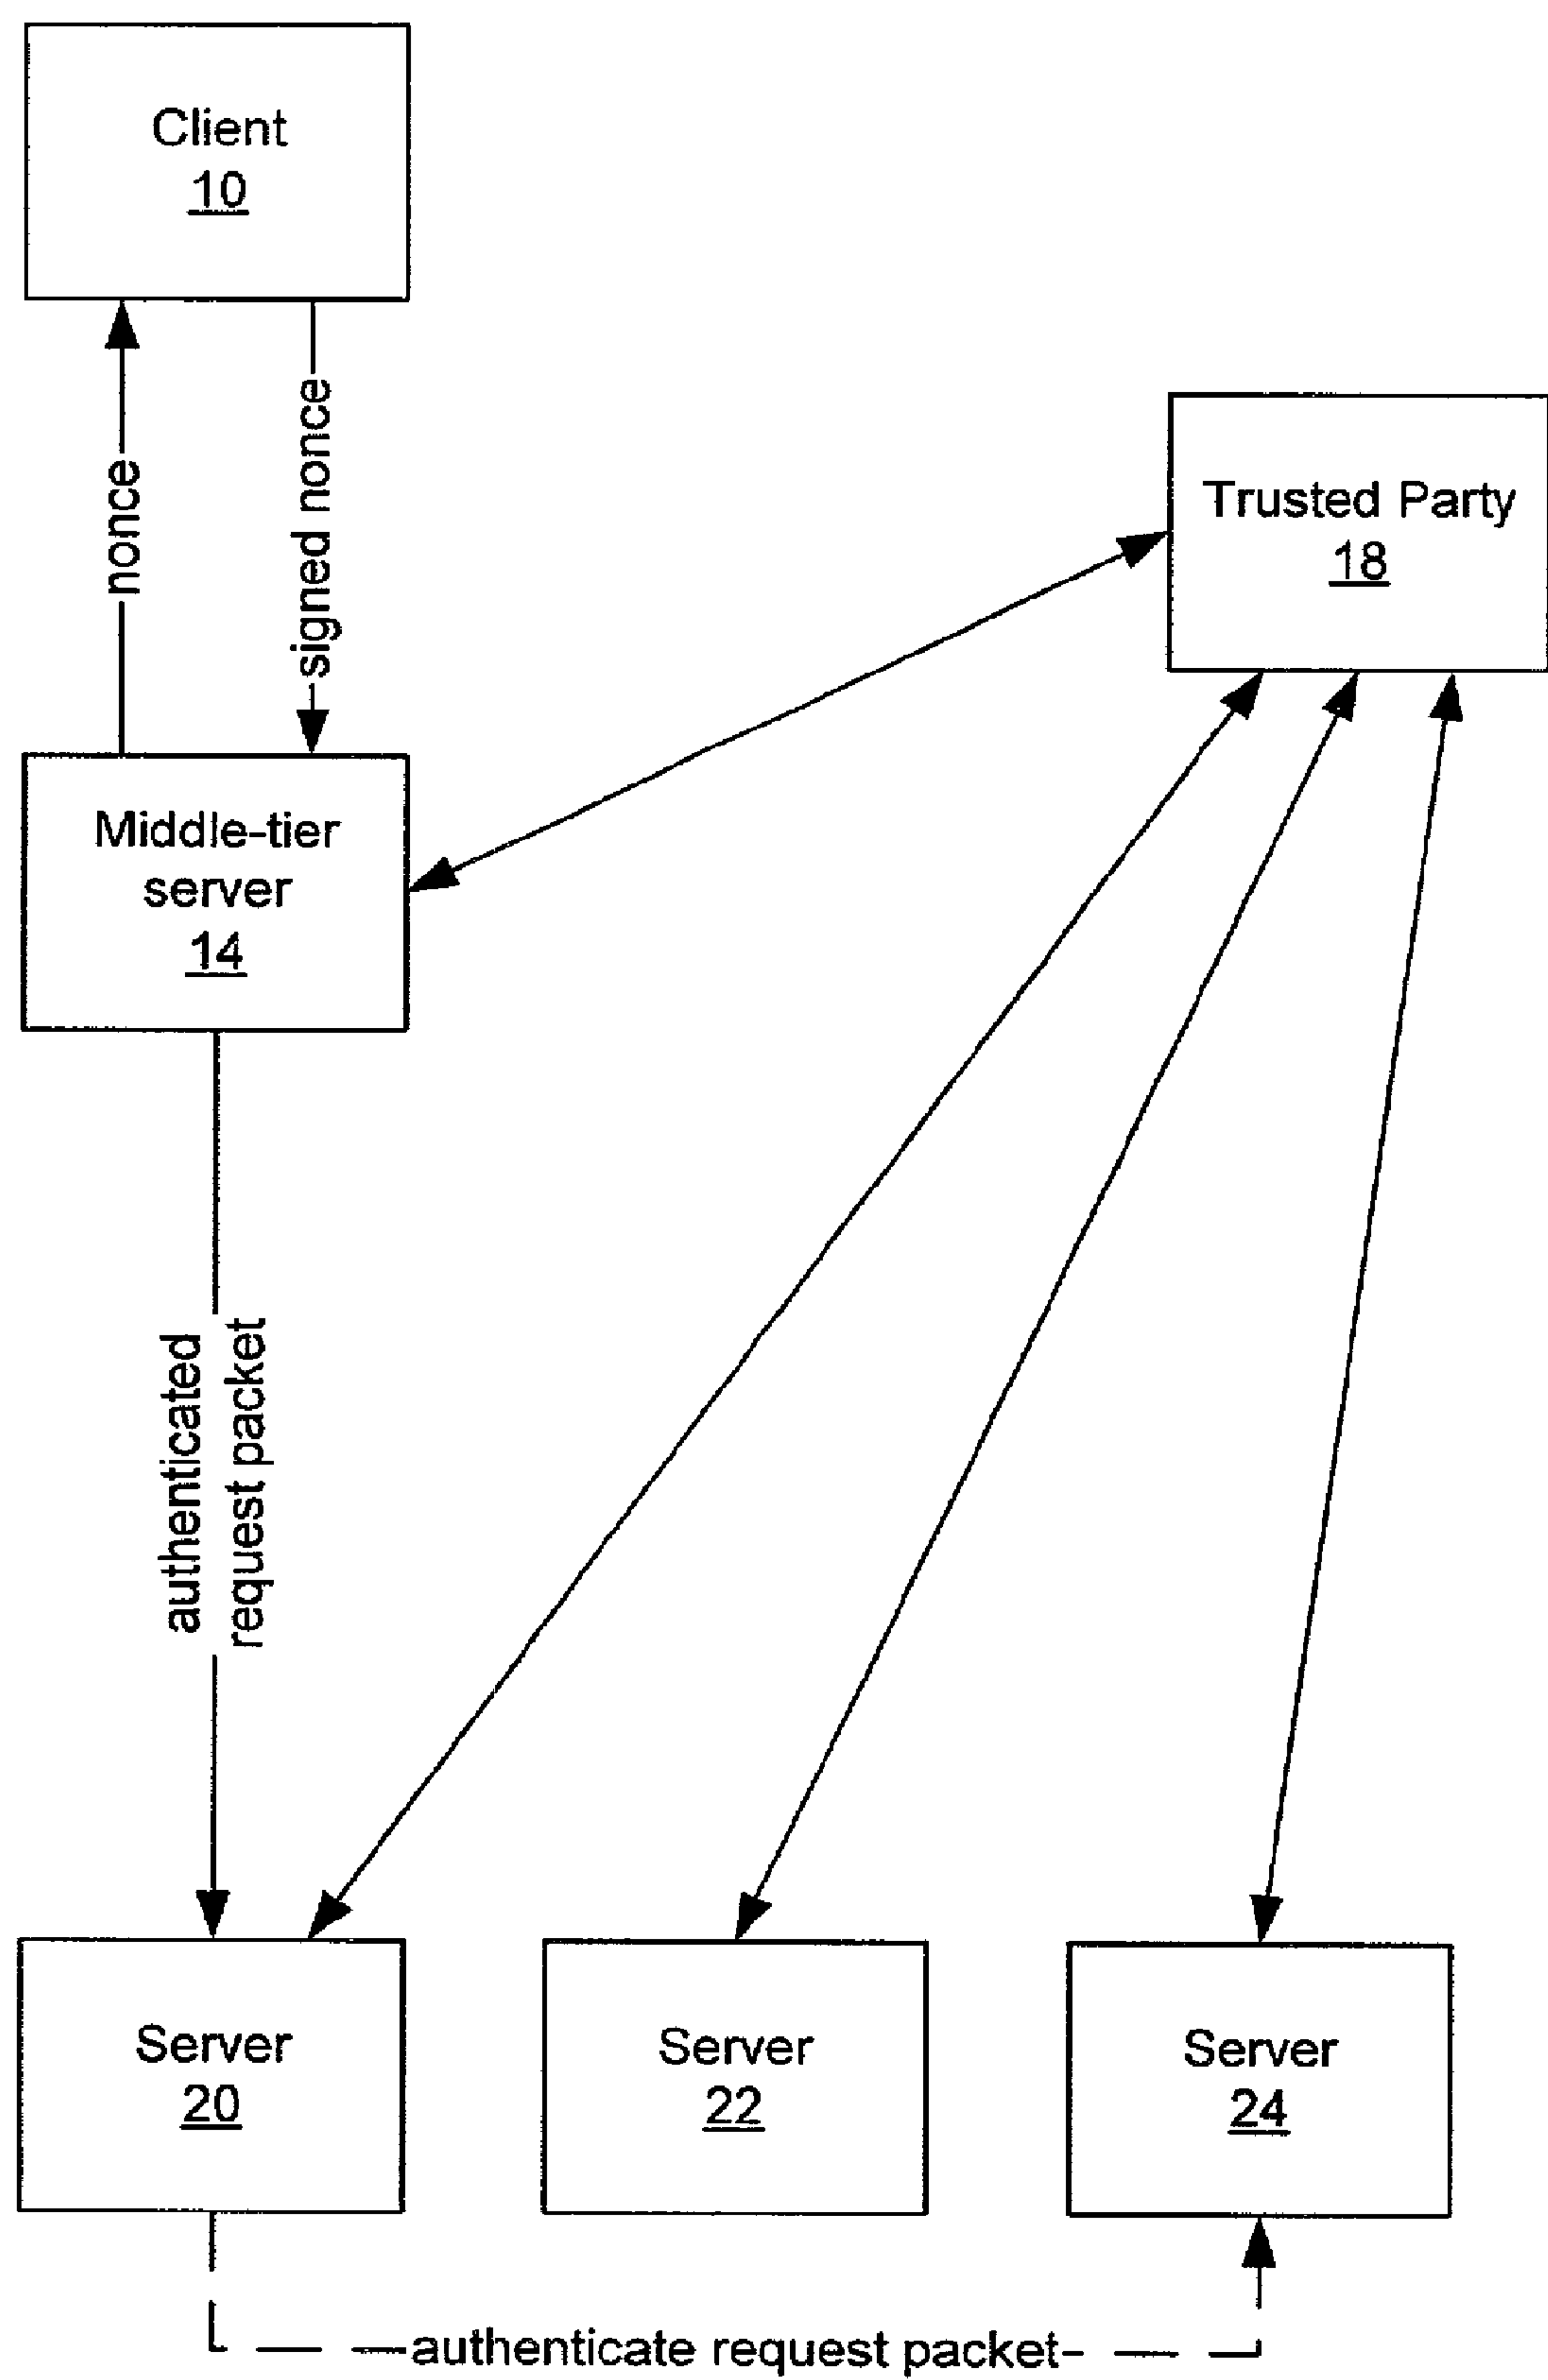 Client
10
nonce
signed nonce
Trusted Party
18
Middle-tier
server
14
authenticated
request packet
Server
20
Server
22
Server
24
authenticate request packet